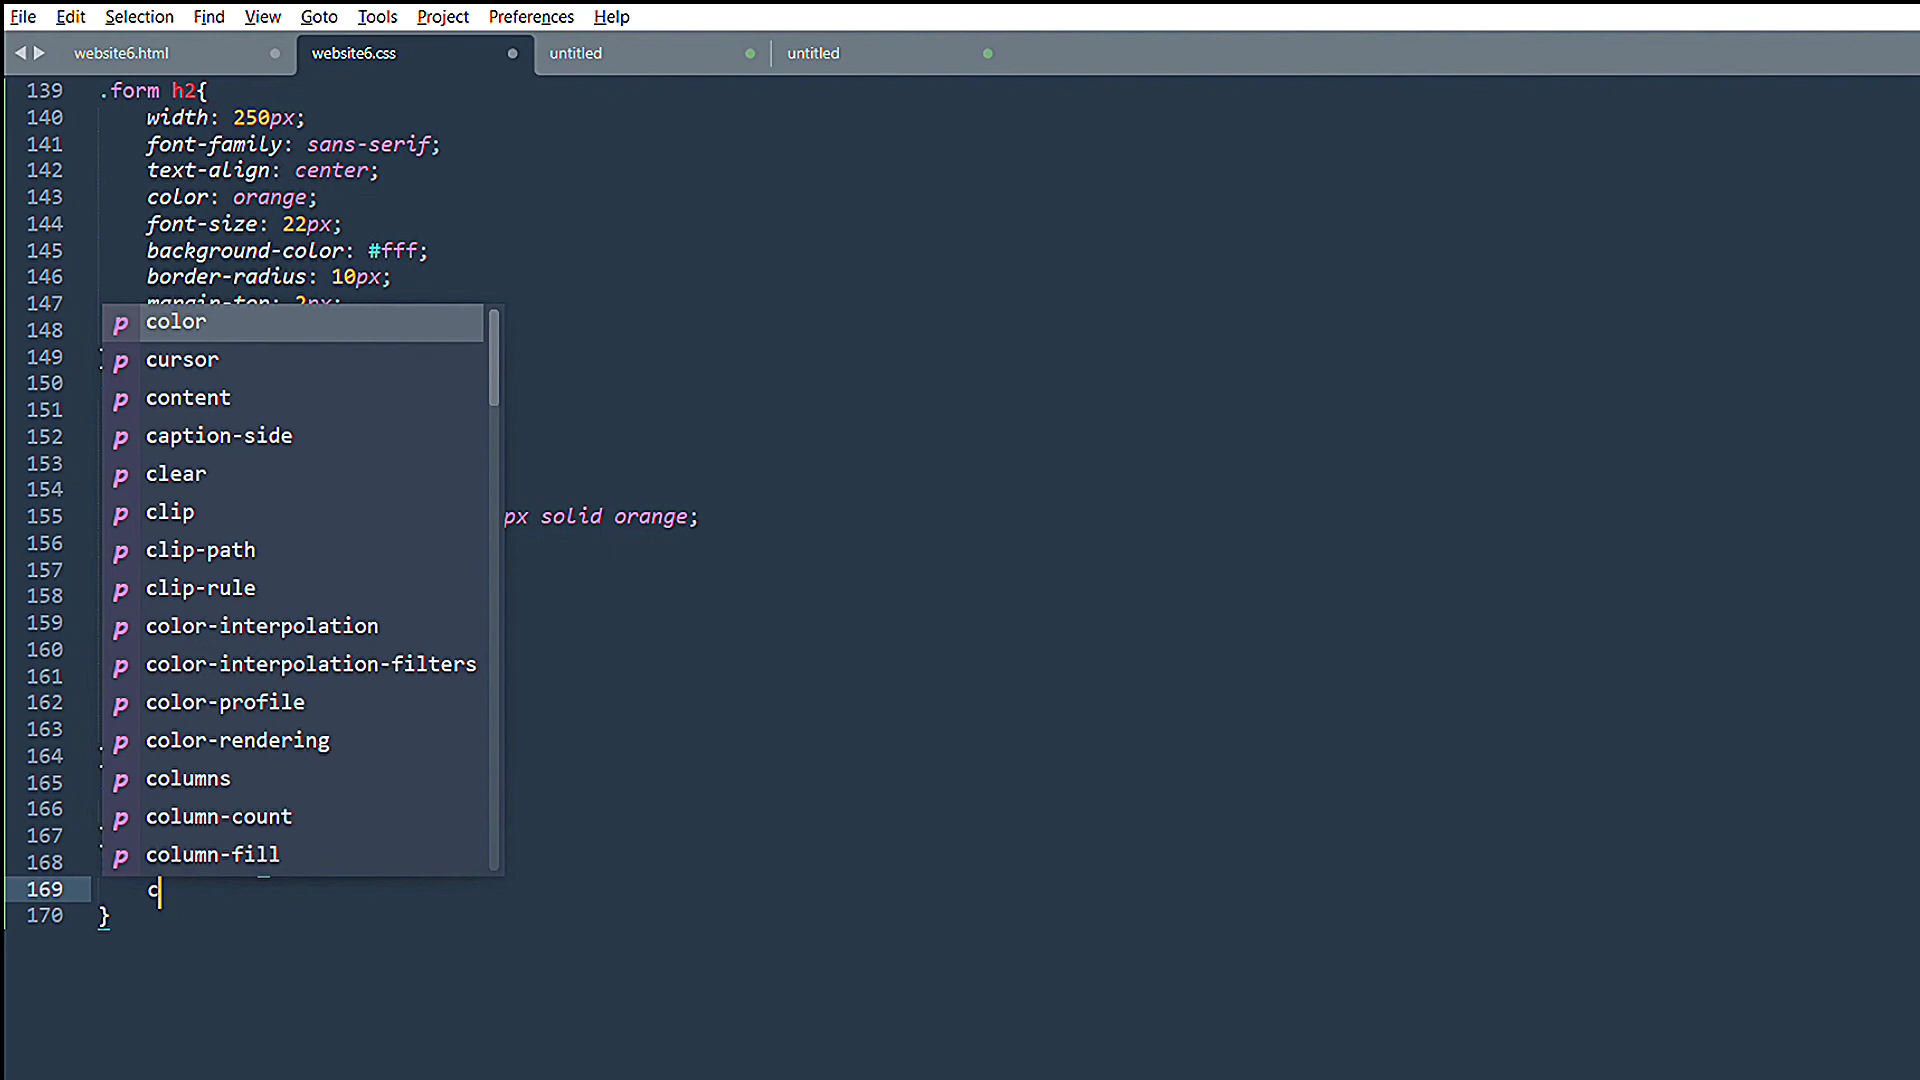 File Edit Selection Find View Goto Tools Project Preferences Help
website6.html website6.css untitled untitled
139 .form h2{
140 width: 250px;
141 font-family: sans-serif;
142 text-align: center;
143 color: orange;
144 font-size: 22px;
145 background-color: #fff;
146 border-radius: 10px;
147 margin-top: 2px;
148
149
150
151
152
153
154
155 px solid orange;
156
157
158
159
160
161
162
163
164
165
166
167
168
169 c
170 }
p color
p cursor
p content
p caption-side
p clear
p clip
p clip-path
p clip-rule
p color-interpolation
p color-interpolation-filters
p color-profile
p color-rendering
p columns
p column-count
p column-fill